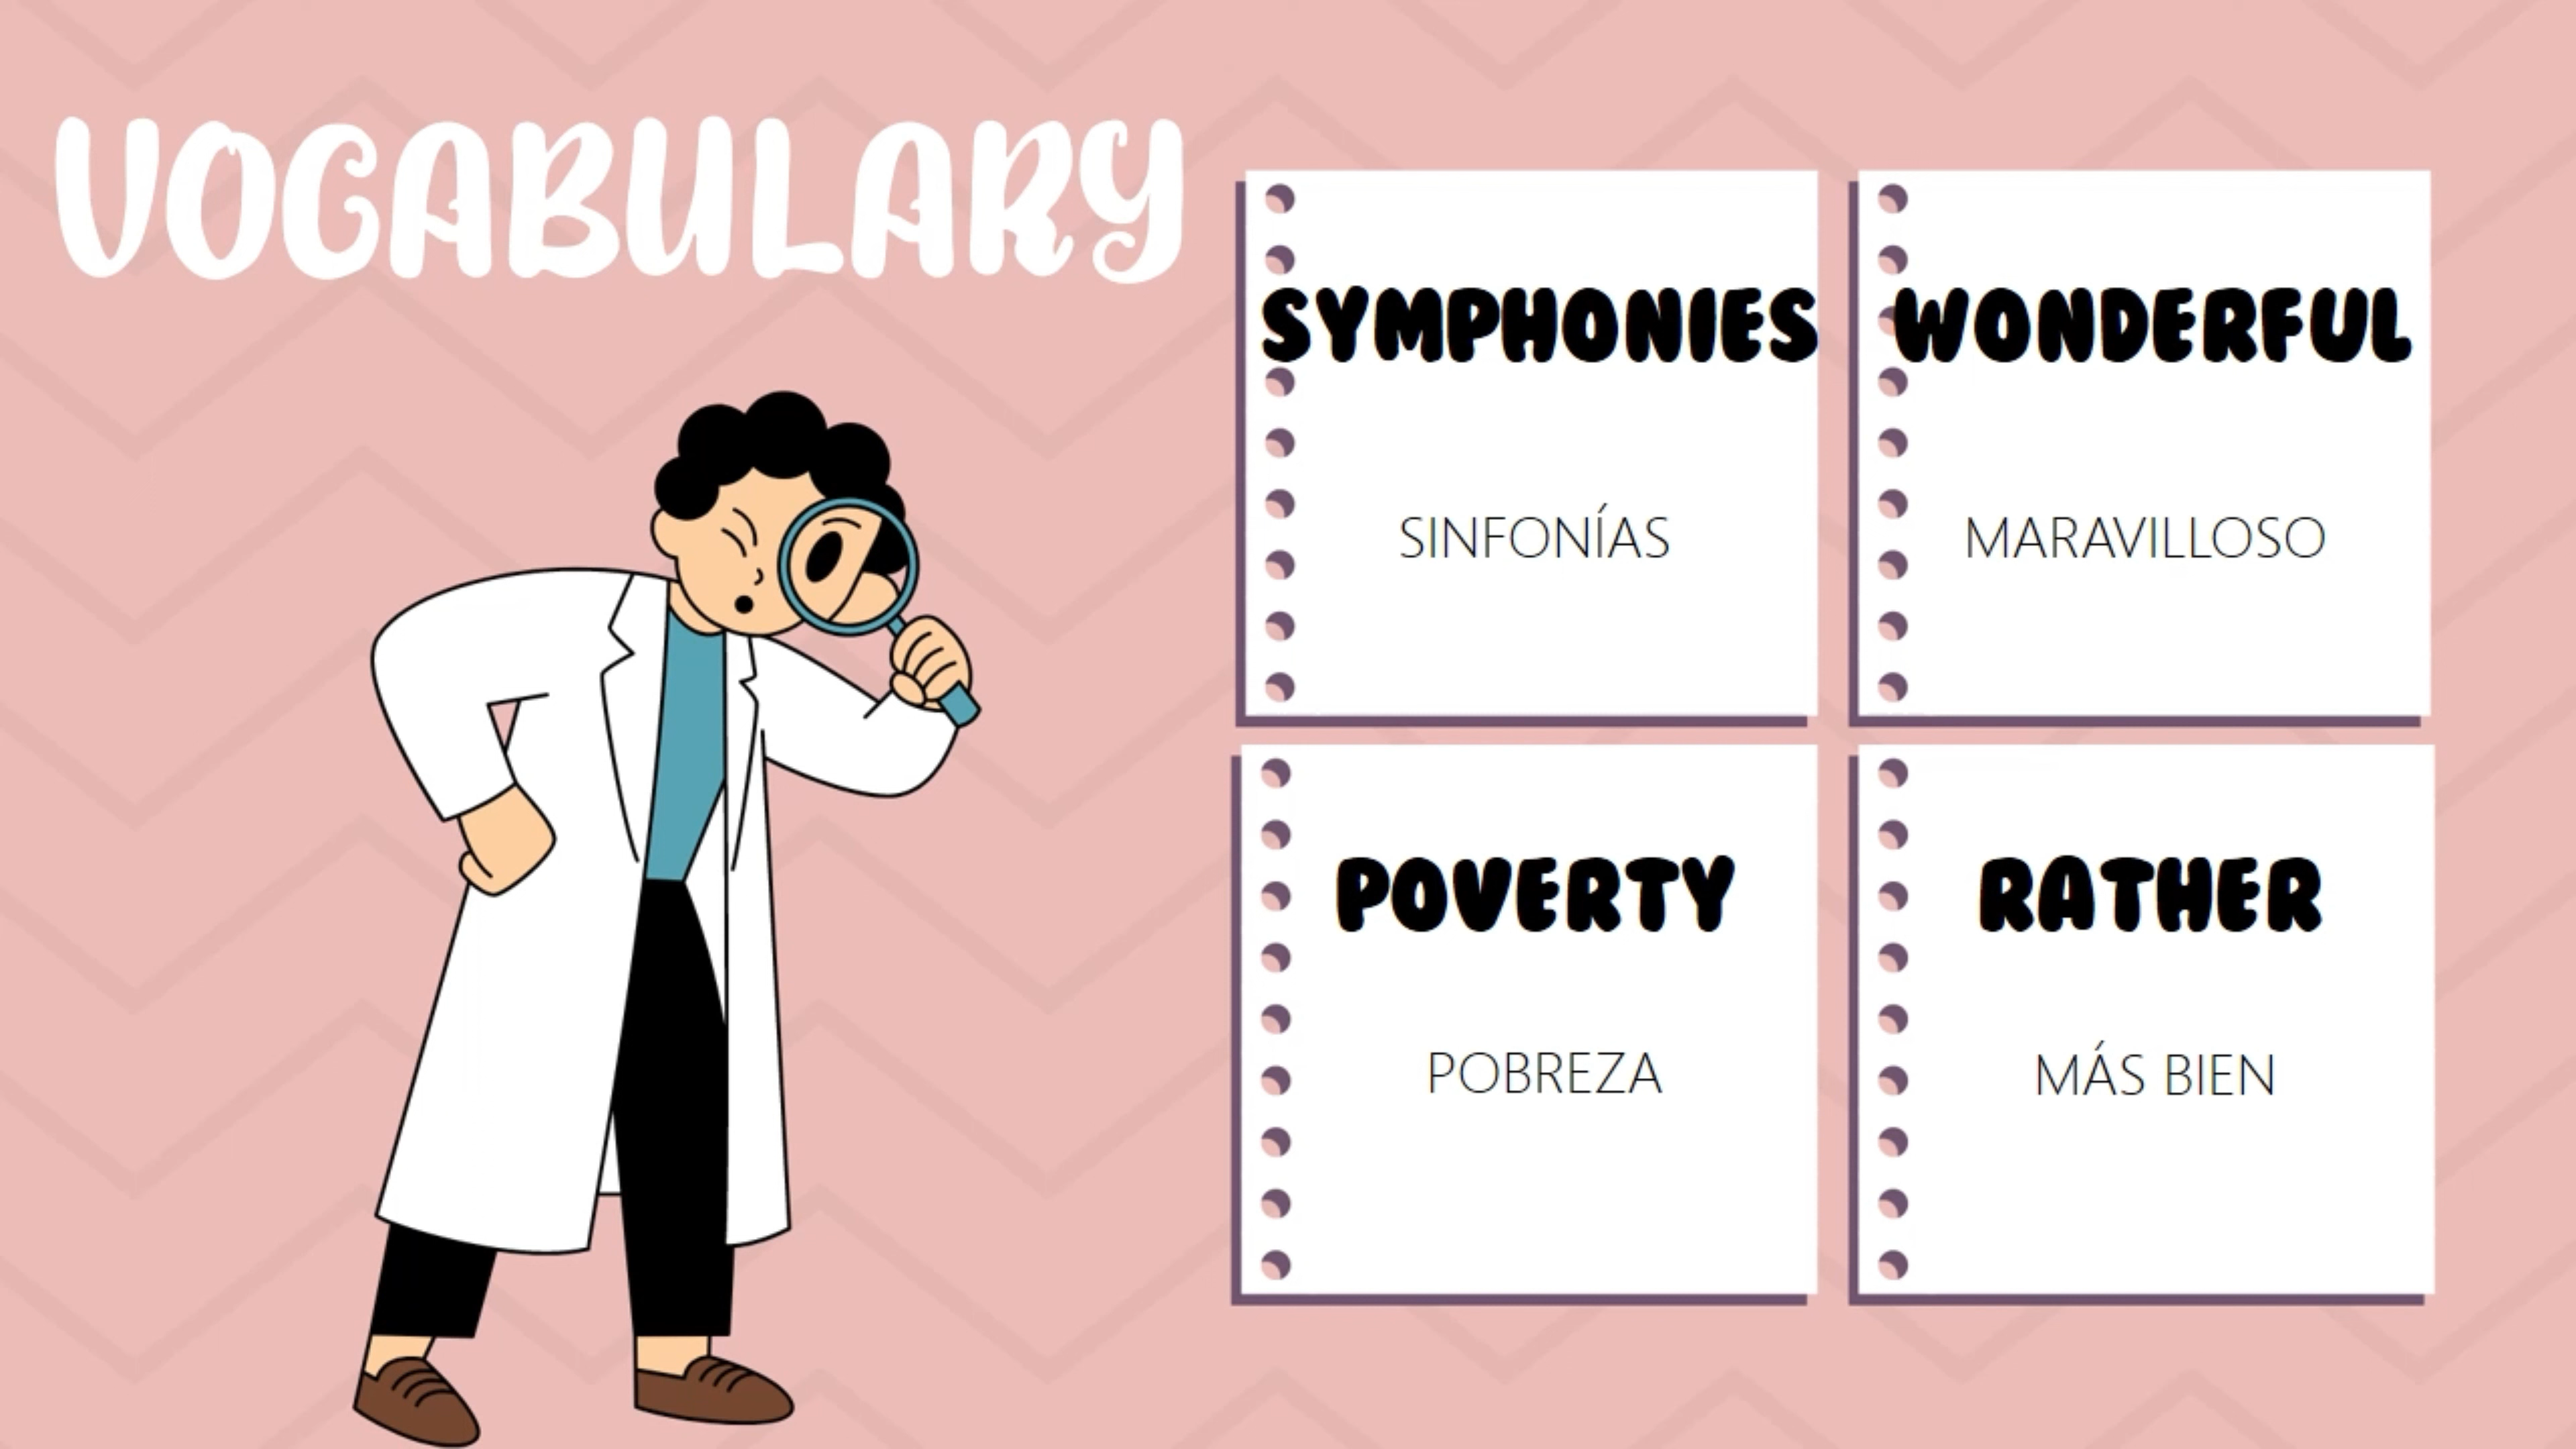 VOCABULARY
SYMPHONIES
SINFONÍAS
WONDERFUL
MARAVILLOSO
POVERTY
POBREZA
RATHER
MÁS BIEN